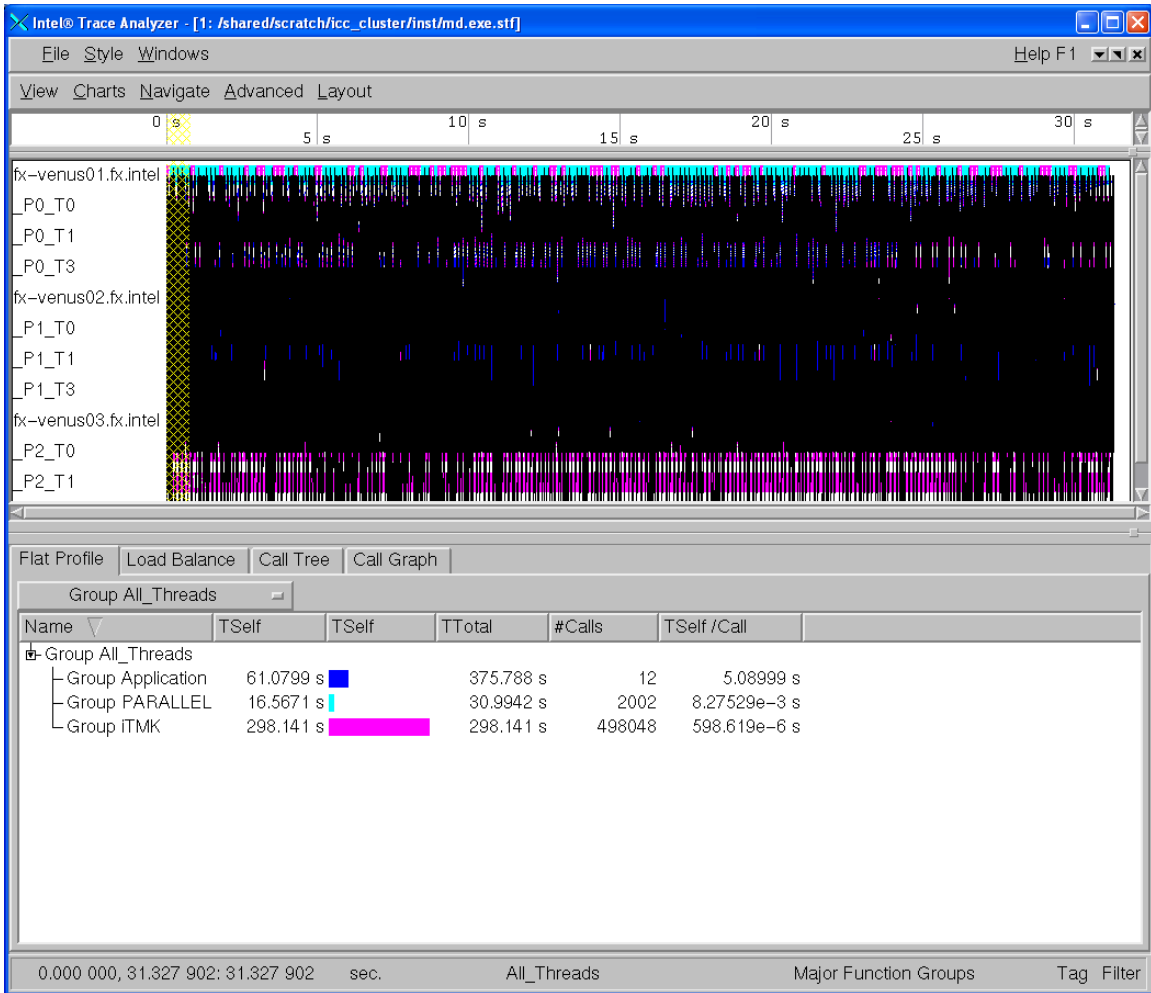 Intel® Trace Analyzer - [1: /shared/scratch/icc_cluster/inst/md.exe.stf]
File Style Windows Help F1
View Charts Navigate Advanced Layout
0 s 10 s 20 s 30 s
5 s 15 s 25 s
fx-venus01.fx.intel
_P0_T0
_P0_T1
_P0_T3
fx-venus02.fx.intel
_P1_T0
_P1_T1
_P1_T3
fx-venus03.fx.intel
_P2_T0
_P2_T1
Flat Profile Load Balance Call Tree Call Graph
Group All_Threads
Name TSelf TSelf TTotal #Calls TSelf /Call
Group All_Threads
Group Application 61.0799 s 375.788 s 12 5.08999 s
Group PARALLEL 16.5671 s 30.9942 s 2002 8.27529e-3 s
Group iTMK 298.141 s 298.141 s 498048 598.619e-6 s
0.000 000, 31.327 902: 31.327 902 sec. All_Threads Major Function Groups Tag Filter